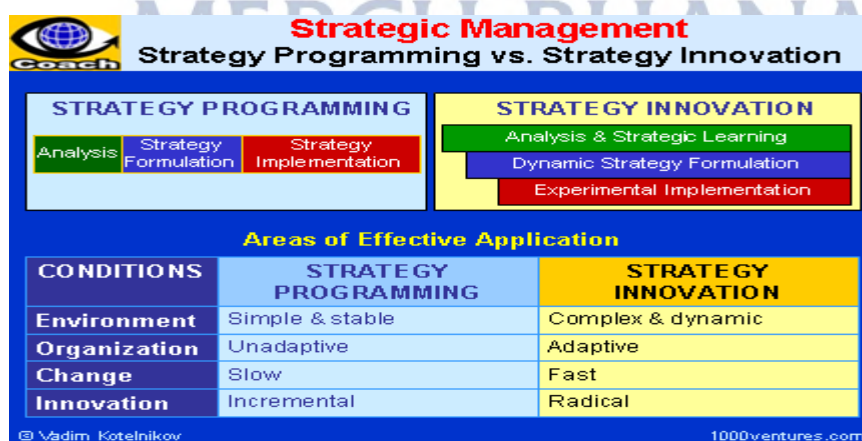 Strategic Management
Coach
Strategy Programming vs. Strategy Innovation
STRATEGY PROGRAMMING
Analysis
Strategy
Formulation
Strategy
Implementation
STRATEGY INNOVATION
Analysis & Strategic Learning
Dynamic Strategy Formulation
Experimental Implementation
Areas of Effective Application
CONDITIONS
STRATEGY
PROGRAMMING
STRATEGY
INNOVATION
Environment
Simple & stable
Complex & dynamic
Organization
Unadaptive
Adaptive
Change
Slow
Fast
Innovation
Incremental
Radical
© Vadim Kotelnikov
1000ventures.com